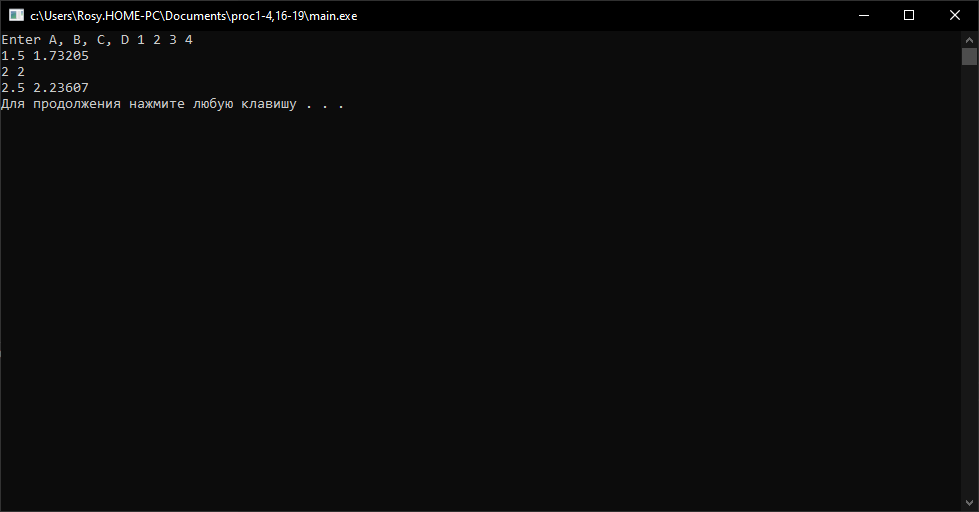 c:\Users\Rosy.HOME-PC\Documents\proc1-4,16-19\main.exe
Enter A, B, C, D 1 2 3 4
1.5 1.73205
2 2
2.5 2.23607
Для продолжения нажмите любую клавишу . . .